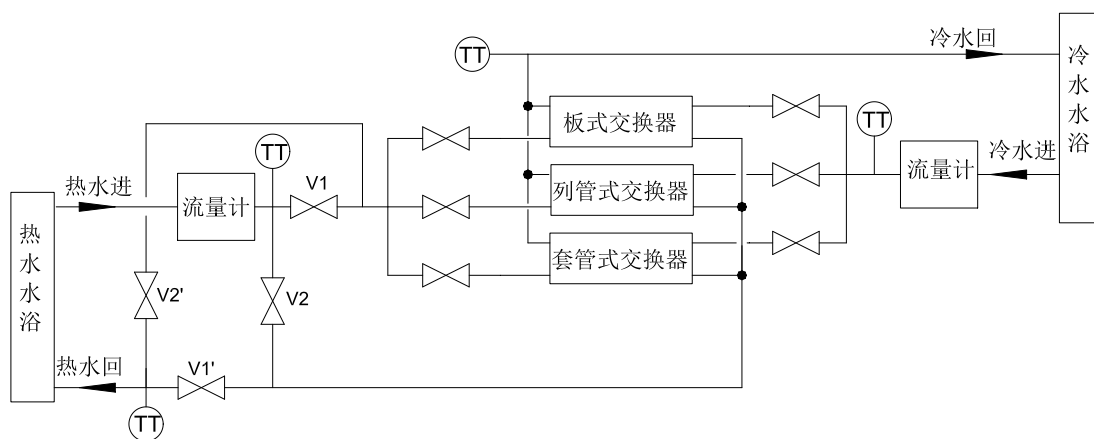 冷水回
TT
冷水水浴
板式交换器
TT
TT
冷水进
热水进
V1
流量计
列管式交换器
流量计
热水水浴
套管式交换器
V2'
V2
热水回
V1'
TT